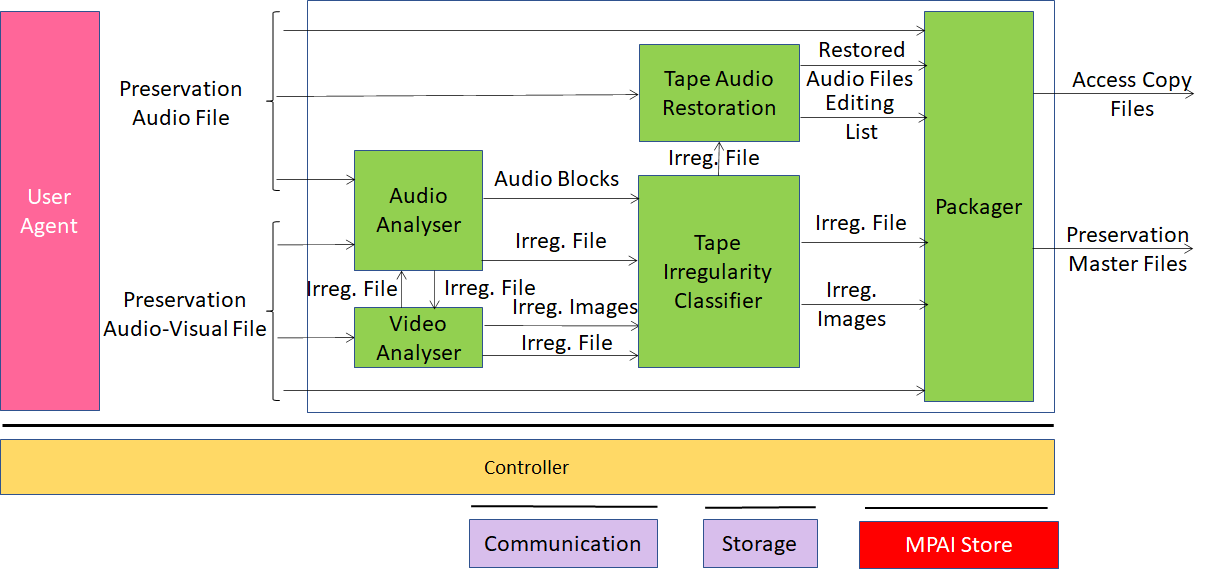 User
Agent
Preservation
Audio File
Preservation
Audio-Visual File
Audio
Analyser
Irreg. File
Irreg. File
Video
Analyser
Audio Blocks
Irreg. File
Irreg. Images
Irreg. File
Tape Audio
Restoration
Irreg. File
Tape
Irregularity
Classifier
Restored
Audio Files
Editing
List
Irreg. File
Irreg.
Images
Packager
Access Copy
Files
Preservation
Master Files
Controller
Communication
Storage
MPAI Store